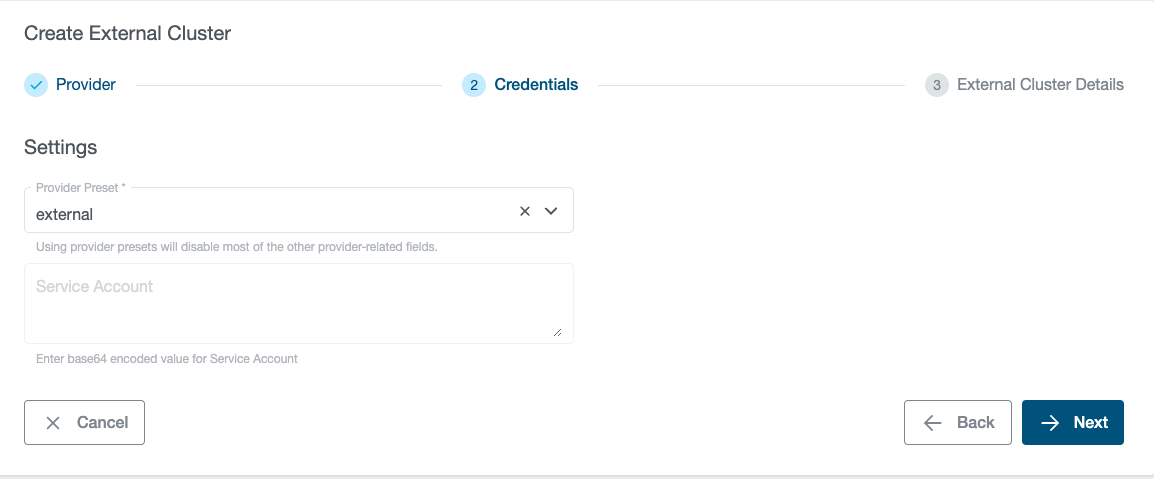 Create External Cluster
Provider
2 Credentials
3 External Cluster Details
Settings
Provider Preset *
external
Using provider presets will disable most of the other provider-related fields.
Service Account
Enter base64 encoded value for Service Account
Cancel
Back
Next